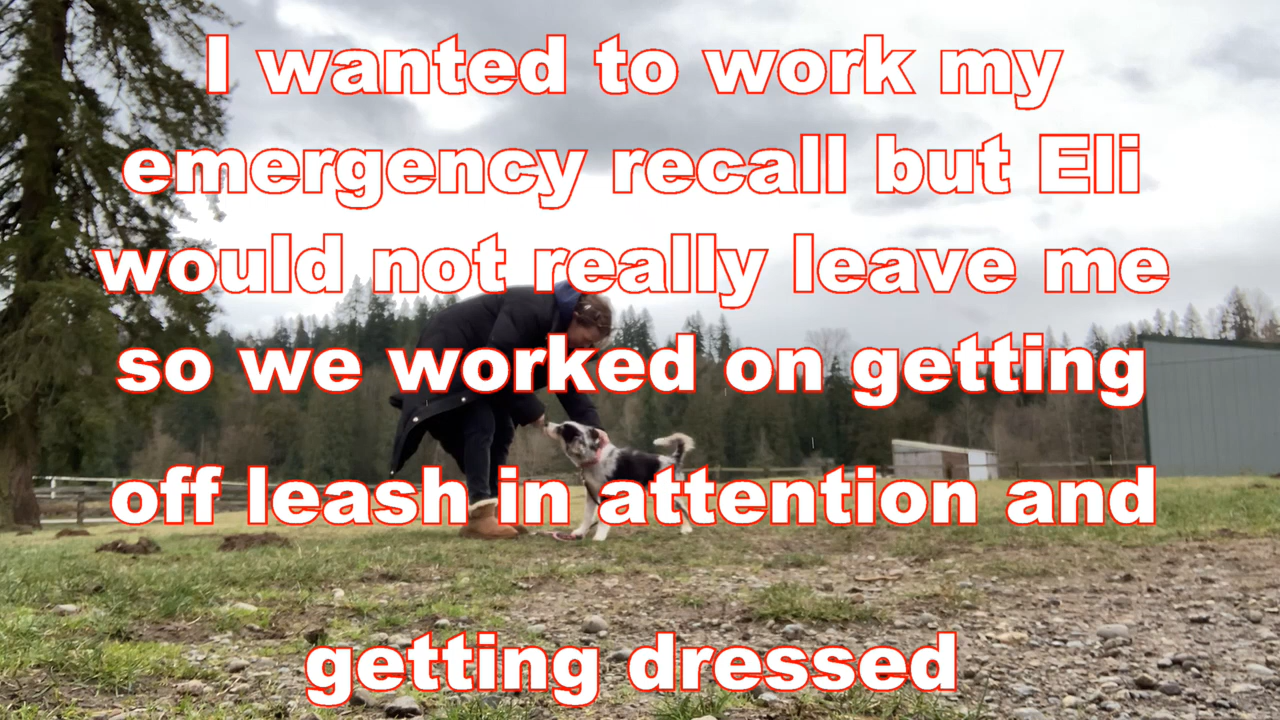 I wanted to work my
emergency recall but Eli
would not really leave me
so we worked on getting
off leash in attention and
getting dressed